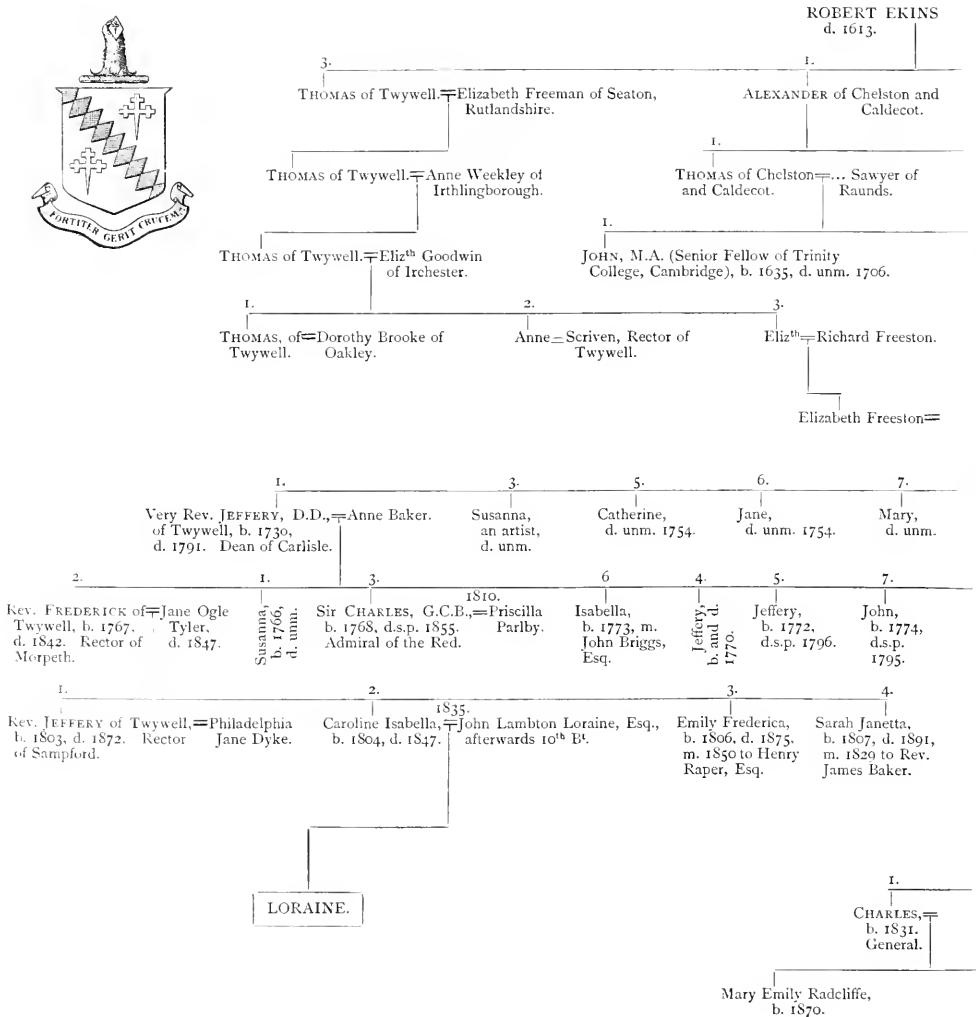 ROBERT EKINS
d. 1613.
3.
1.
THOMAS of Twywell.=Elizabeth Freeman of Seaton,
Rutlandshire.
ALEXANDER of Chelston and
Caldecot.
1.
THOMAS of Twywell.=Anne Weekley of
Irthlingborough.
THOMAS of Chelston=... Sawyer of
and Caldecot. Raunds.
FORTITER GERIT CRUCEM.
1.
THOMAS of Twywell.=Elizth Goodwin
of Irchester.
JOHN, M.A. (Senior Fellow of Trinity
College, Cambridge), b. 1635, d. unm. 1706.
1.
2.
3.
THOMAS, of=Dorothy Brooke of
Twywell. Oakley.
Anne=Scriven, Rector of
Twywell.
Elizth=Richard Freeston.
Elizabeth Freeston=
1.
3.
5.
6.
7.
Very Rev. JEFFERY, D.D.,=Anne Baker.
of Twywell, b. 1730,
d. 1791. Dean of Carlisle.
Susanna,
an artist,
d. unm.
Catherine,
d. unm. 1754.
Jane,
d. unm. 1754.
Mary,
d. unm.
2.
1.
3.
6
4.
5.
7.
Rev. FREDERICK of=Jane Ogle
Twywell, b. 1767, Tyler,
d. 1842. Rector of d. 1847.
Morpeth.
Susanna,
b. 1766,
d. unm.
1810.
Sir CHARLES, G.C.B.,=Priscilla
b. 1768, d.s.p. 1855. Parlby.
Admiral of the Red.
Isabella,
b. 1773, m.
John Briggs,
Esq.
Jeffery,
b. and d.
1770.
Jeffery,
b. 1772,
d.s.p. 1796.
John,
b. 1774,
d.s.p.
1795.
1.
2.
3.
4.
Rev. JEFFERY of Twywell,=Philadelphia
b. 1803, d. 1872. Rector Jane Dyke.
of Sampford.
1835.
Caroline Isabella,=John Lambton Loraine, Esq.,
b. 1804, d. 1847. afterwards 10th Bt.
Emily Frederica,
b. 1806, d. 1875,
m. 1850 to Henry
Raper, Esq.
Sarah Janetta,
b. 1807, d. 1891,
m. 1829 to Rev.
James Baker.
LORAINE.
1.
CHARLES,=
b. 1831.
General.
Mary Emily Radcliffe,
b. 1870.